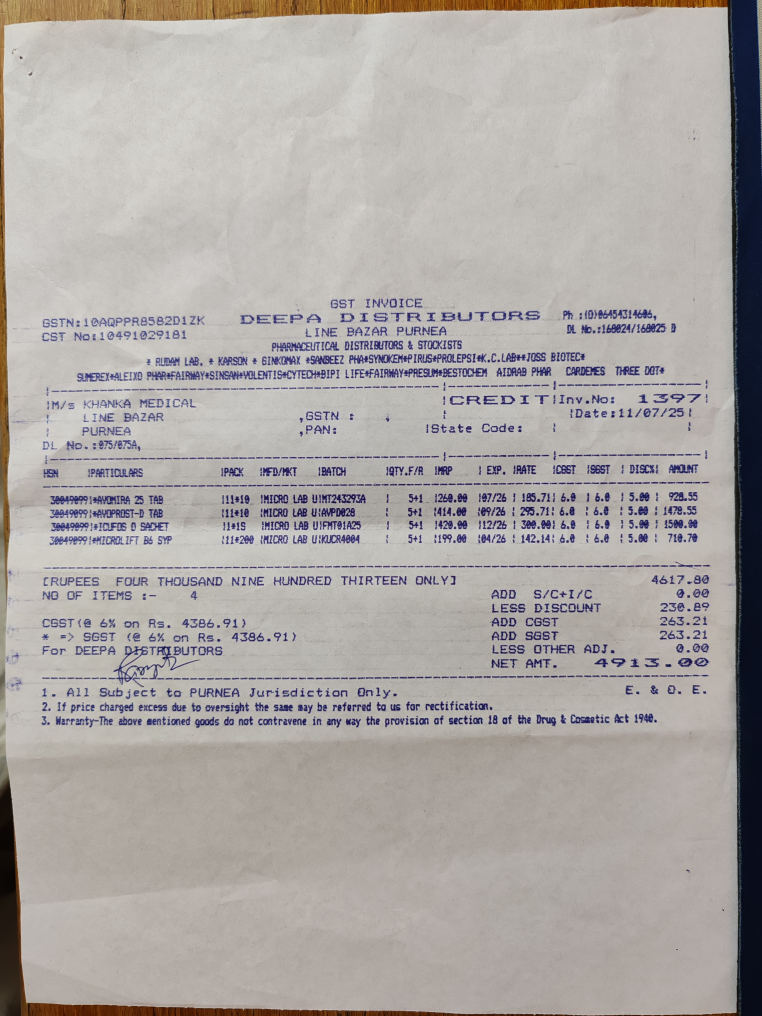 GST INVOICE
GSTN:10AQPPR8582D1ZK DEEPA DISTRIBUTORS Ph :(O)06454314606,
CST No:10491029181 LINE BAZAR PURNEA DL No.:160024/160025 D
PHARMACEUTICAL DISTRIBUTORS & STOCKISTS
* RUDAM LAB. * KARSON * GINKOMAX *SANBEEZ PHA*SYNOKEM*PIRUS*PROLEPSI*K.C.LAB**JOSS BIOTEC*
SUMEREX*ALEIXO PHAR*FAIRWAY*SINSAN*VOLENTIS*CYTECH*BIPI LIFE*FAIRWAY*PRESUM*BESTOCHEM AIDRAB PHAR CARDEMES THREE DOT*
M/s KHANKA MEDICAL CREDIT Inv.No: 1397
LINE BAZAR ,GSTN : , Date:11/07/25
PURNEA ,PAN: State Code:
DL No.:075/075A,
HSN PARTICULARS PACK MFD/MKT BATCH QTY.F/R MRP EXP. RATE CGST SGST DISC% AMOUNT
30049099 *AVOMIRA 25 TAB 11*10 MICRO LAB U MT243293A 5+1 260.00 07/26 185.71 6.0 6.0 5.00 928.55
30049099 *AVOPROST-D TAB 11*10 MICRO LAB U AVPD028 5+1 414.00 09/26 295.71 6.0 6.0 5.00 1478.55
30049099 *ICUFOS D SACHET 1*1S MICRO LAB U FMT01A25 5+1 420.00 12/26 300.00 6.0 6.0 5.00 1500.00
30049099 *MICROLIFT B6 SYP 1*200 MICRO LAB U KUCR4004 5+1 199.00 04/26 142.14 6.0 6.0 5.00 710.70
[RUPEES FOUR THOUSAND NINE HUNDRED THIRTEEN ONLY] 4617.80
NO OF ITEMS :- 4 ADD S/C+I/C 0.00
LESS DISCOUNT 230.89
CGST(@ 6% on Rs. 4386.91) ADD CGST 263.21
* => SGST (@ 6% on Rs. 4386.91) ADD SGST 263.21
For DEEPA DISTRIBUTORS LESS OTHER ADJ. 0.00
NET AMT. 4913.00
1. All Subject to PURNEA Jurisdiction Only. E. & O. E.
2. If price charged excess due to oversight the same may be referred to us for rectification.
3. Warranty-The above mentioned goods do not contravene in any way the provision of section 18 of the Drug & Cosmetic Act 1940.